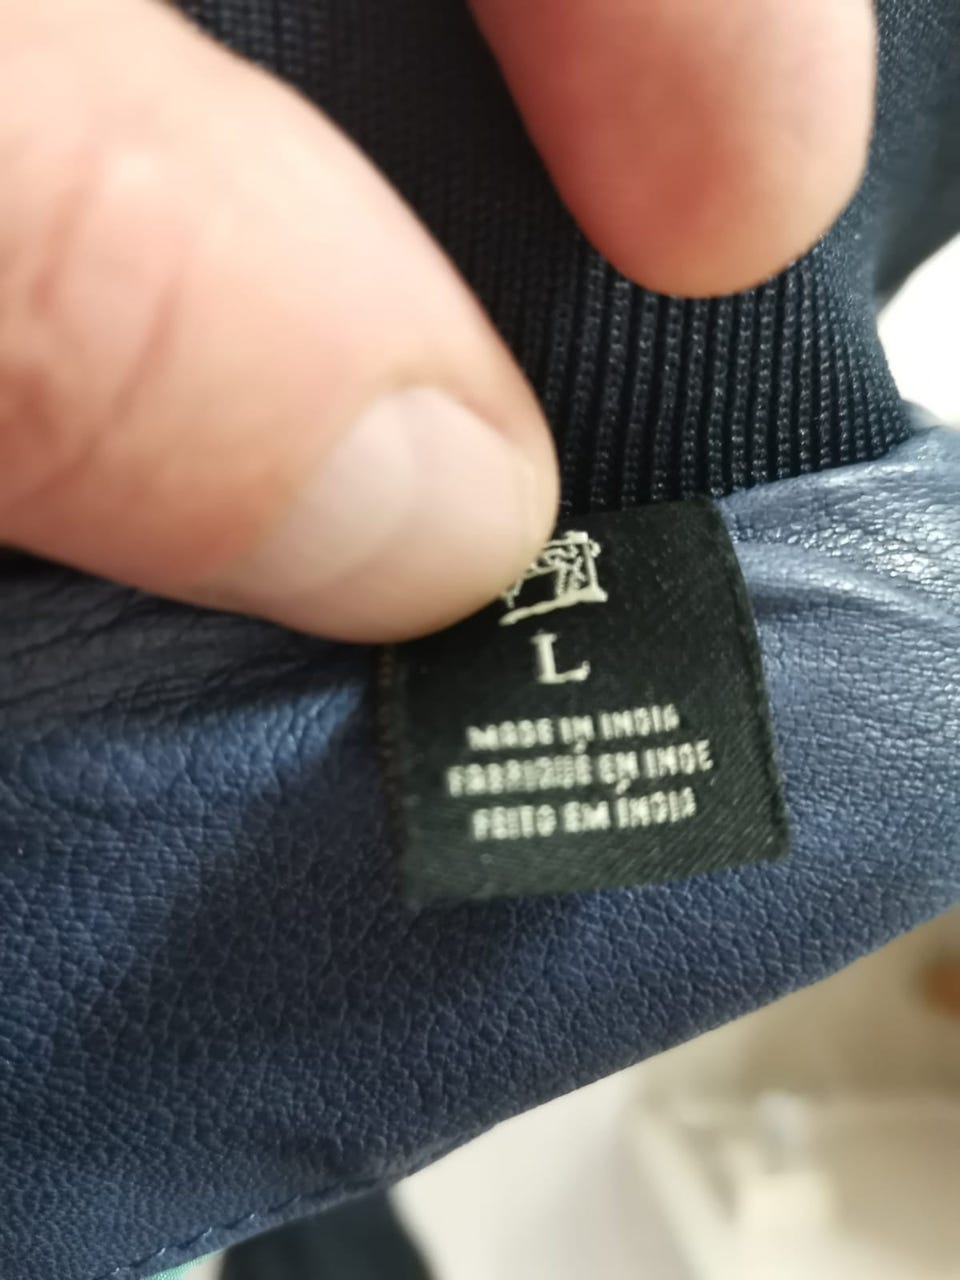 L
MADE IN INDIA
FABRIQUÉ EN INDE
FEITO EM ÍNDIA